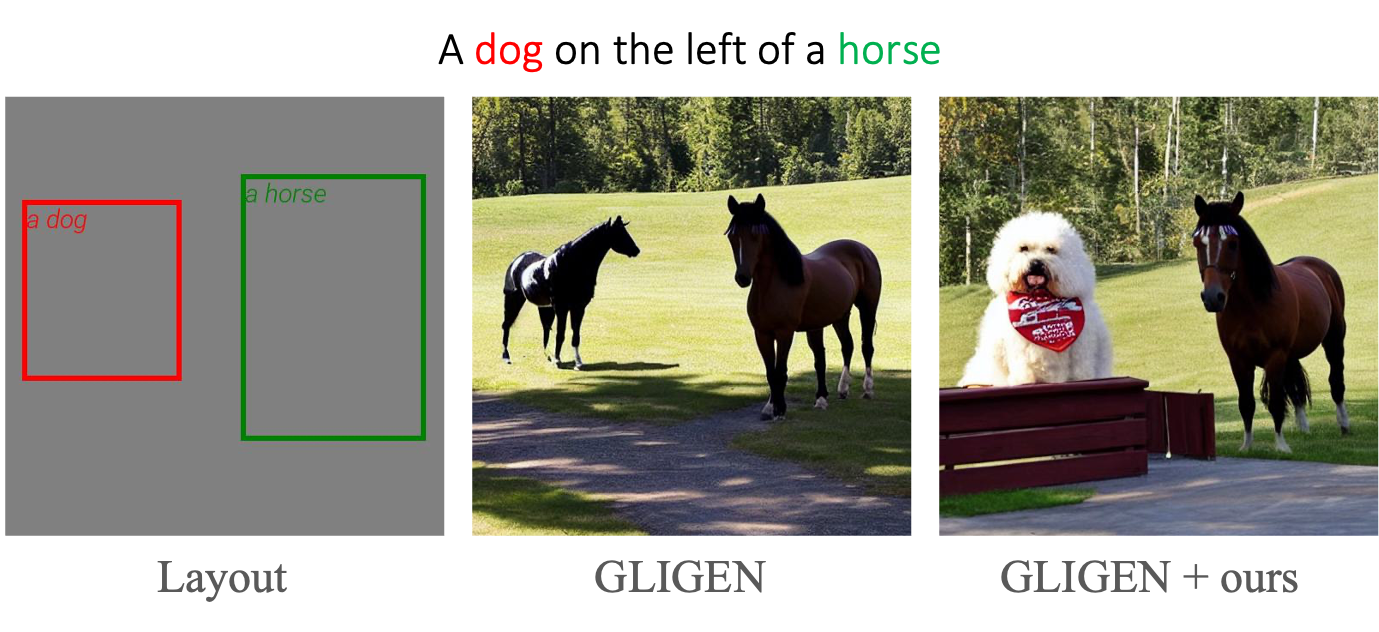 A dog on the left of a horse
a dog
a horse
Layout
GLIGEN
GLIGEN + ours